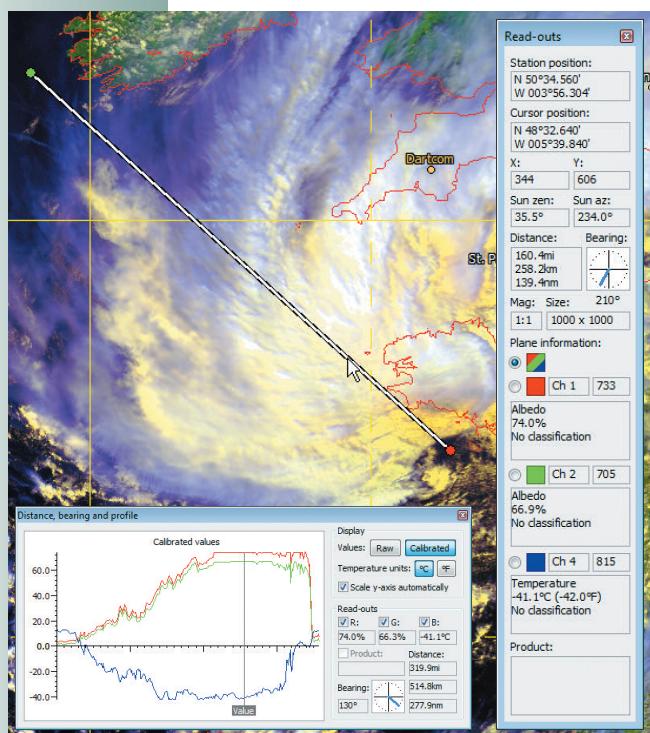 Read-outs
Station position:
N 50°34.560'
W 003°56.304'
Cursor position:
N 48°32.640'
W 005°39.840'
X: Y:
344 606
Sun zen: Sun az:
35.5° 234.0°
Distance: Bearing:
160.4mi
258.2km
139.4nm
210°
Mag: Size:
1:1 1000 x 1000
Plane information:
Ch 1 733
Albedo
74.0%
No classification
Ch 2 705
Albedo
66.9%
No classification
Ch 4 815
Temperature
-41.1°C (-42.0°F)
No classification
Product:
Dartcom
St. P
Distance, bearing and profile
Calibrated values
60.0
40.0
20.0
0.0
-20.0
-40.0
Value
Display
Values: Raw Calibrated
Temperature units: °C °F
Scale y-axis automatically
Read-outs
R: G: B:
74.0% 66.3% -41.1°C
Product: Distance:
319.9mi
Bearing: 514.8km
130° 277.9nm